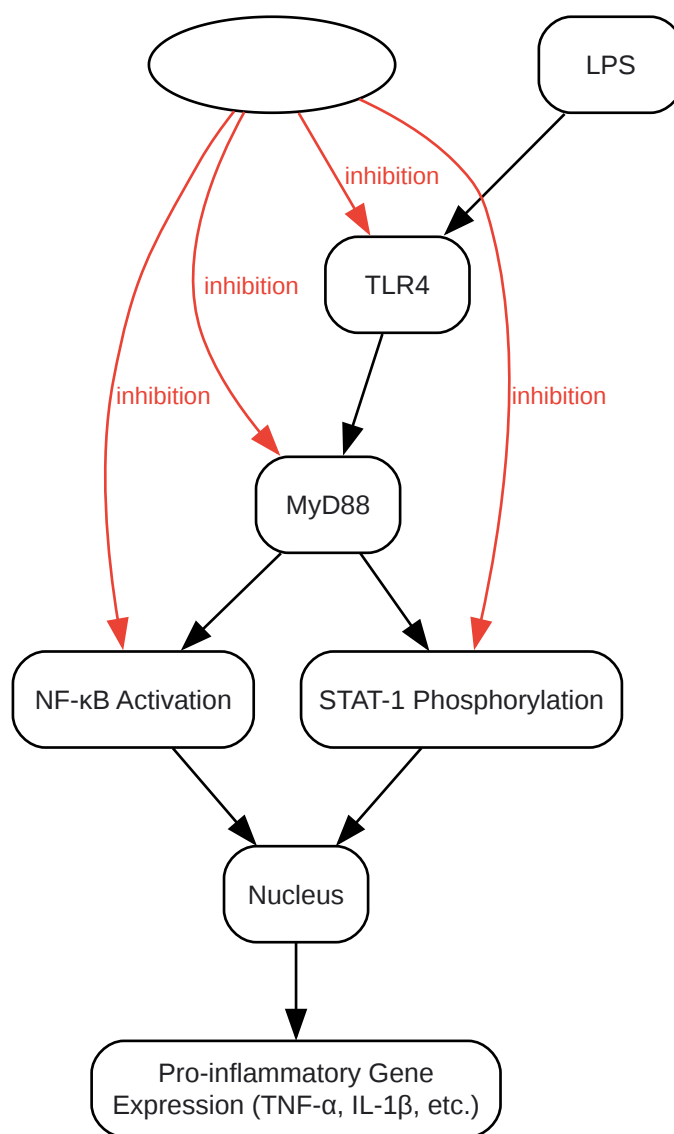 LPS
inhibition
TLR4
inhibition
inhibition
inhibition
MyD88
NF-κB Activation
STAT-1 Phosphorylation
Nucleus
Pro-inflammatory Gene
Expression (TNF-α, IL-1β, etc.)